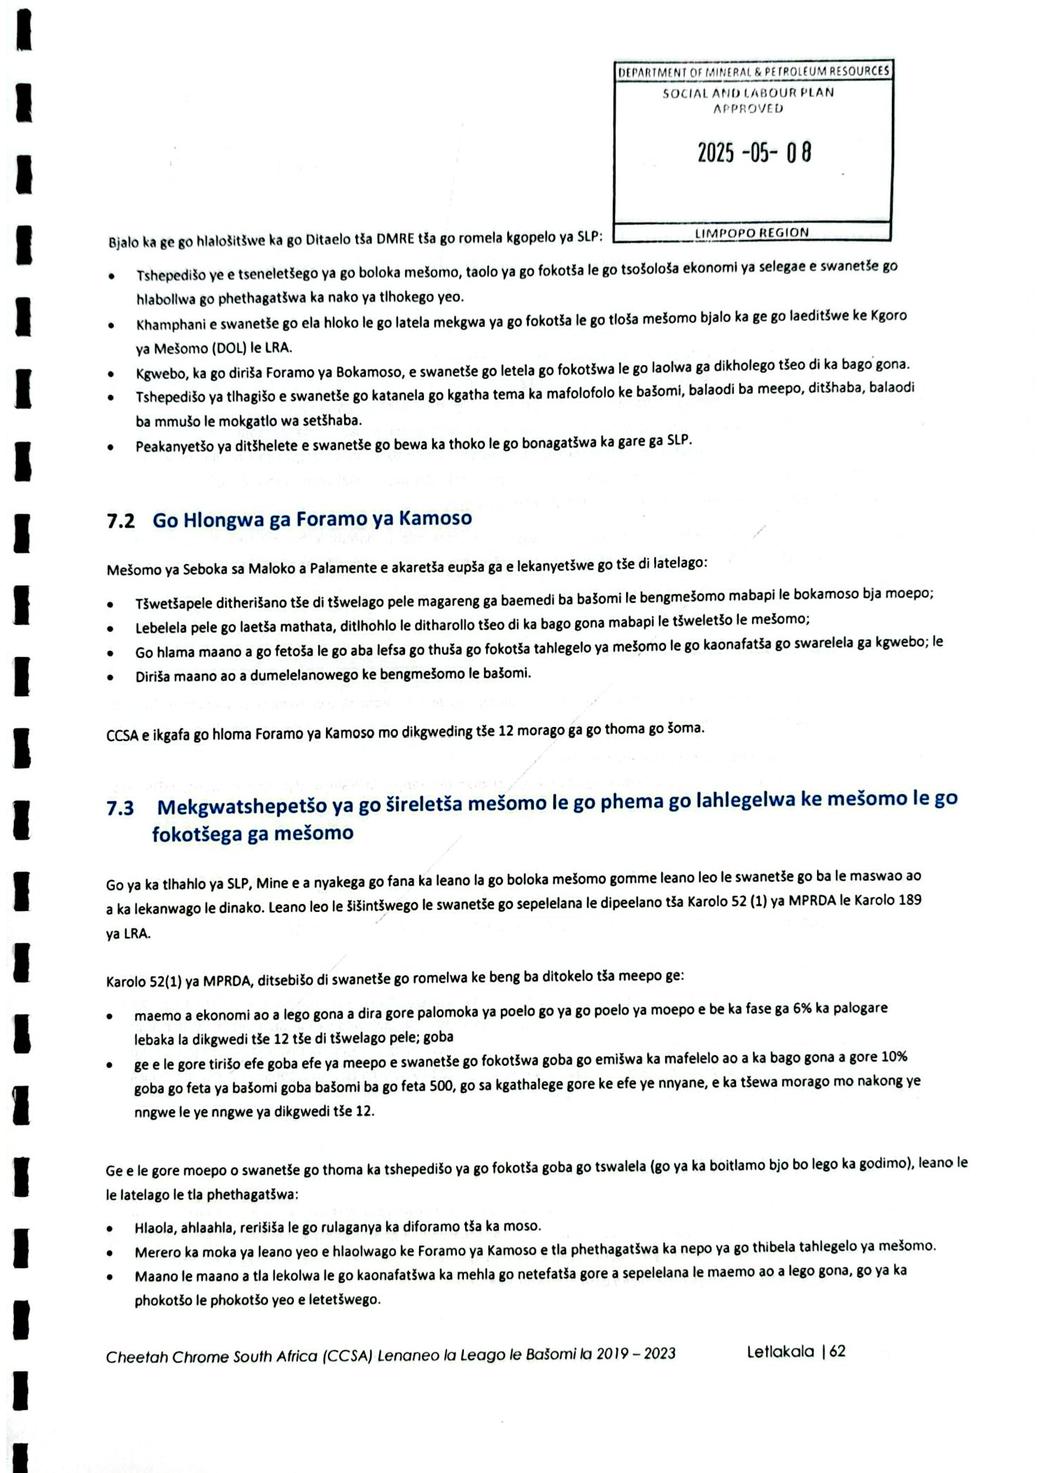 DEPARTMENT OF MINERAL & PETROLEUM RESOURCES
SOCIAL AND LABOUR PLAN
APPROVED
2025 -05- 08
LIMPOPO REGION
Bjalo ka ge go hlalošitšwe ka go Ditaelo tša DMRE tša go romela kgopelo ya SLP:
• Tshepedišo ye e tseneletšego ya go boloka mešomo, taolo ya go fokotša le go tsošološa ekonomi ya selegae e swanetše go
hlabollwa go phethagatšwa ka nako ya tlhokego yeo.
• Khamphani e swanetše go ela hloko le go latela mekgwa ya go fokotša le go tloša mešomo bjalo ka ge go laeditšwe ke Kgoro
ya Mešomo (DOL) le LRA.
• Kgwebo, ka go diriša Foramo ya Bokamoso, e swanetše go letela go fokotšwa le go laolwa ga dikholego tšeo di ka bago gona.
• Tshepedišo ya tlhagišo e swanetše go katanela go kgatha tema ka mafolofolo ke bašomi, balaodi ba meepo, ditšhaba, balaodi
ba mmušo le mokgatlo wa setšhaba.
• Peakanyetšo ya ditšhelete e swanetše go bewa ka thoko le go bonagatšwa ka gare ga SLP.
7.2 Go Hlongwa ga Foramo ya Kamoso
Mešomo ya Seboka sa Maloko a Palamente e akaretša eupša ga e lekanyetšwe go tše di latelago:
• Tšwetšapele ditherišano tše di tšwelago pele magareng ga baemedi ba bašomi le bengmešomo mabapi le bokamoso bja moepo;
• Lebelela pele go laetša mathata, ditlhohlo le ditharollo tšeo di ka bago gona mabapi le tšweletšo le mešomo;
• Go hlama maano a go fetoša le go aba lefsa go thuša go fokotša tahlegelo ya mešomo le go kaonafatša go swarelela ga kgwebo; le
• Diriša maano ao a dumelelanowego ke bengmešomo le bašomi.
CCSA e ikgafa go hloma Foramo ya Kamoso mo dikgweding tše 12 morago ga go thoma go šoma.
7.3 Mekgwatshepetšo ya go šireletša mešomo le go phema go lahlegelwa ke mešomo le go
fokotšega ga mešomo
Go ya ka tlhahlo ya SLP, Mine e a nyakega go fana ka leano la go boloka mešomo gomme leano leo le swanetše go ba le maswao ao
a ka lekanwago le dinako. Leano leo le šišintšwego le swanetše go sepelelana le dipeelano tša Karolo 52 (1) ya MPRDA le Karolo 189
ya LRA.
Karolo 52(1) ya MPRDA, ditsebišo di swanetše go romelwa ke beng ba ditokelo tša meepo ge:
• maemo a ekonomi ao a lego gona a dira gore palomoka ya poelo go ya go poelo ya moepo e be ka fase ga 6% ka palogare
lebaka la dikgwedi tše 12 tše di tšwelago pele; goba
• ge e le gore tirišo efe goba efe ya meepo e swanetše go fokotšwa goba go emišwa ka mafelelo ao a ka bago gona a gore 10%
goba go feta ya bašomi goba bašomi ba go feta 500, go sa kgathalege gore ke efe ye nnyane, e ka tšewa morago mo nakong ye
nngwe le ye nngwe ya dikgwedi tše 12.
Ge e le gore moepo o swanetše go thoma ka tshepedišo ya go fokotša goba go tswalela (go ya ka boitlamo bjo bo lego ka godimo), leano le
le latelago le tla phethagatšwa:
• Hlaola, ahlaahla, rerišiša le go rulaganya ka diforamo tša ka moso.
• Merero ka moka ya leano yeo e hlaolwago ke Foramo ya Kamoso e tla phethagatšwa ka nepo ya go thibela tahlegelo ya mešomo.
• Maano le maano a tla lekolwa le go kaonafatšwa ka mehla go netefatša gore a sepelelana le maemo ao a lego gona, go ya ka
phokotšo le phokotšo yeo e letetšwego.
Cheetah Chrome South Africa (CCSA) Lenaneo la Leago le Bašomi la 2019 – 2023 Letlakala | 62